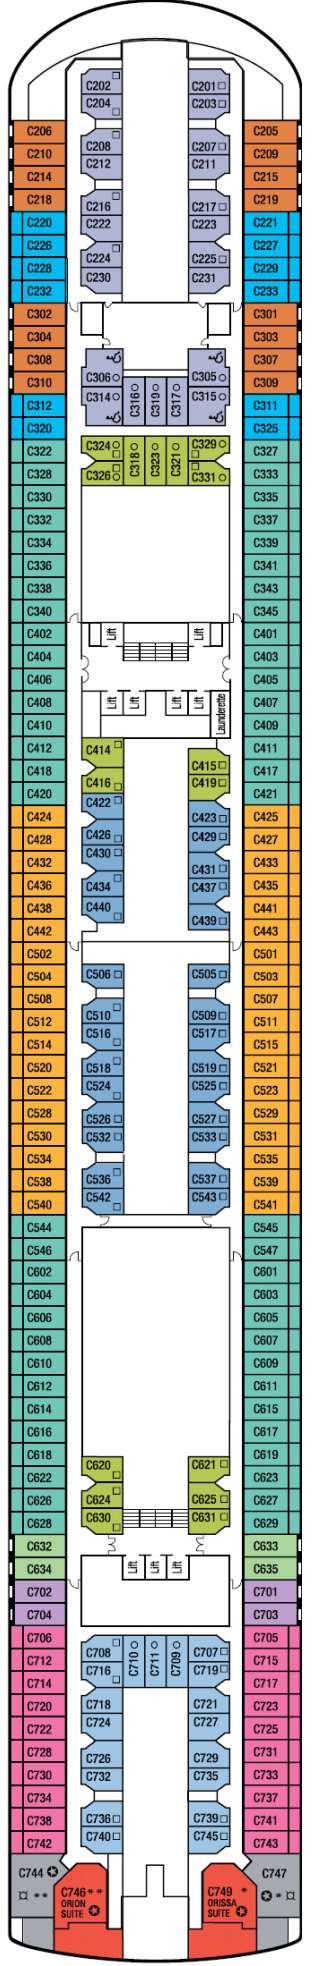 C202 C201
C204 C203
C206 C205
C208 C207
C210 C209
C212 C211
C214 C215
C218 C216 C217 C219
C220 C222 C223 C221
C226 C227
C224 C225
C228 C229
C230 C231
C232 C233
C302 C301
C304 C303
C308 C307
C310 C306 C305 C309
C314 C316 C319 C317 C315
C312 C311
C320 C325
C322 C324 C318 C323 C321 C329 C327
C328 C326 C331 C333
C330 C335
C332 C337
C334 C339
C336 C341
C338 C343
C340 C345
C402 Lift Lift C401
C404 C403
C406 C405
C408 Lift Lift Lift Lift Launderette C407
C410 C409
C412 C414 C411
C418 C415 C417
C420 C416 C419 C421
C422
C424 C423 C425
C428 C426 C429 C427
C432 C430 C433
C431
C436 C434 C437 C435
C438 C440 C441
C442 C439 C443
C502 C501
C504 C506 C505 C503
C508 C507
C512 C510 C509 C511
C514 C516 C517 C515
C520 C518 C519 C521
C522 C524 C525 C523
C528 C526 C527 C529
C530 C532 C533 C531
C534 C535
C538 C536 C537 C539
C540 C542 C543 C541
C544 C545
C546 C547
C602 C601
C604 C603
C606 C605
C608 C607
C610 C609
C612 C611
C614 C615
C616 C617
C618 C619
C622 C620 C621 C623
C626 C624 C625 C627
C628 C630 C631 C629
C632 C633
C634 Lift Lift Lift C635
C702 C701
C704 C703
C706 C705
C712 C708 C710 C711 C709 C707 C715
C714 C716 C719 C717
C720 C718 C721 C723
C722 C724 C727 C725
C728 C726 C729 C731
C730 C732 C735 C733
C734 C737
C738 C736 C739 C741
C742 C740 C745 C743
C744 C747
* * C746 * * C749 * *
ORION ORISSA
SUITE SUITE